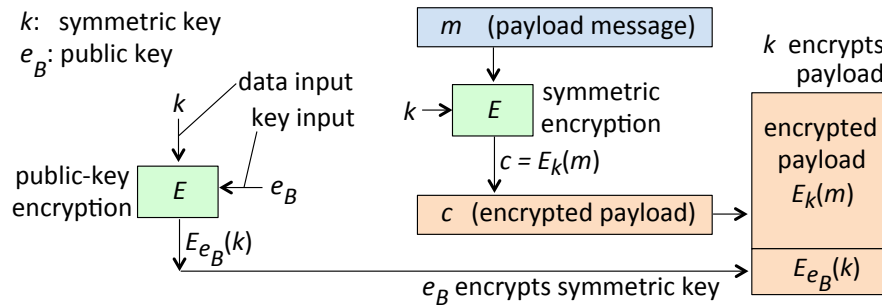 k: symmetric key
e_B: public key
data input
k
key input
public-key
encryption
E
e_B
E_{e_B}(k)
m (payload message)
k
E
symmetric
encryption
c = E_k(m)
c (encrypted payload)
e_B encrypts symmetric key
k encrypts
payload
encrypted
payload
E_k(m)
E_{e_B}(k)